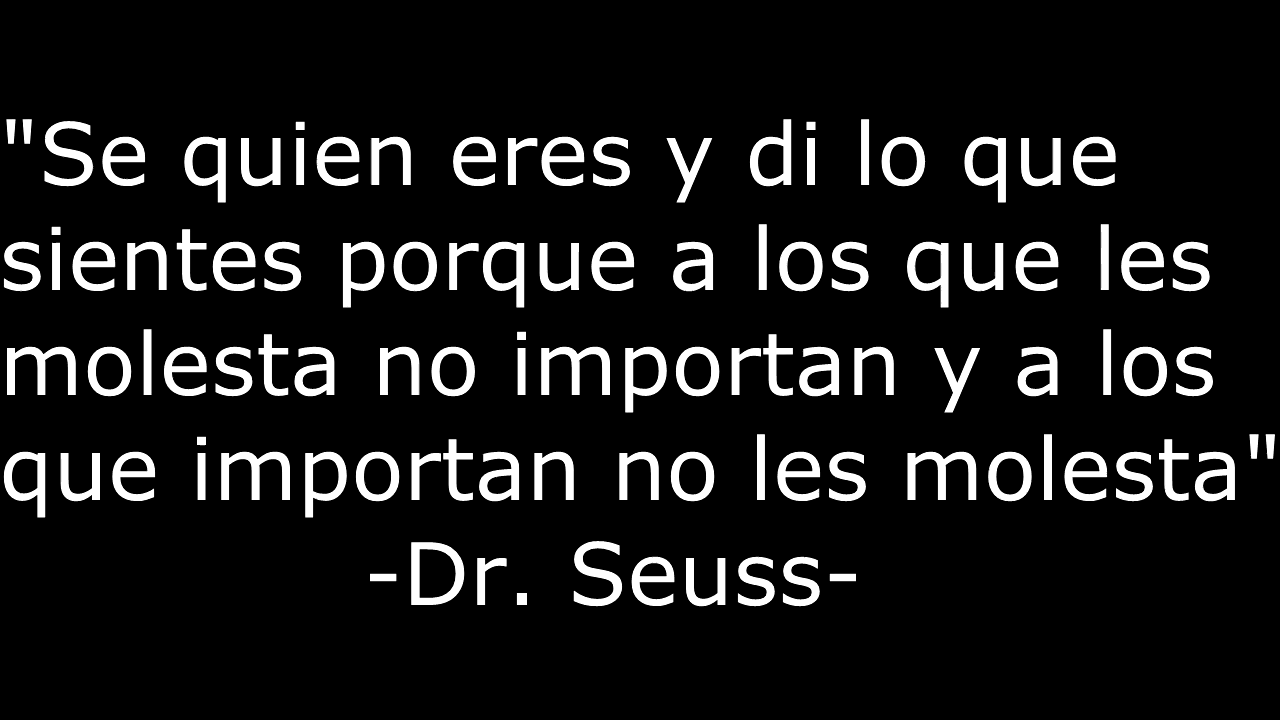 "Se quien eres y di lo que
sientes porque a los que les
molesta no importan y a los
que importan no les molesta"
-Dr. Seuss-